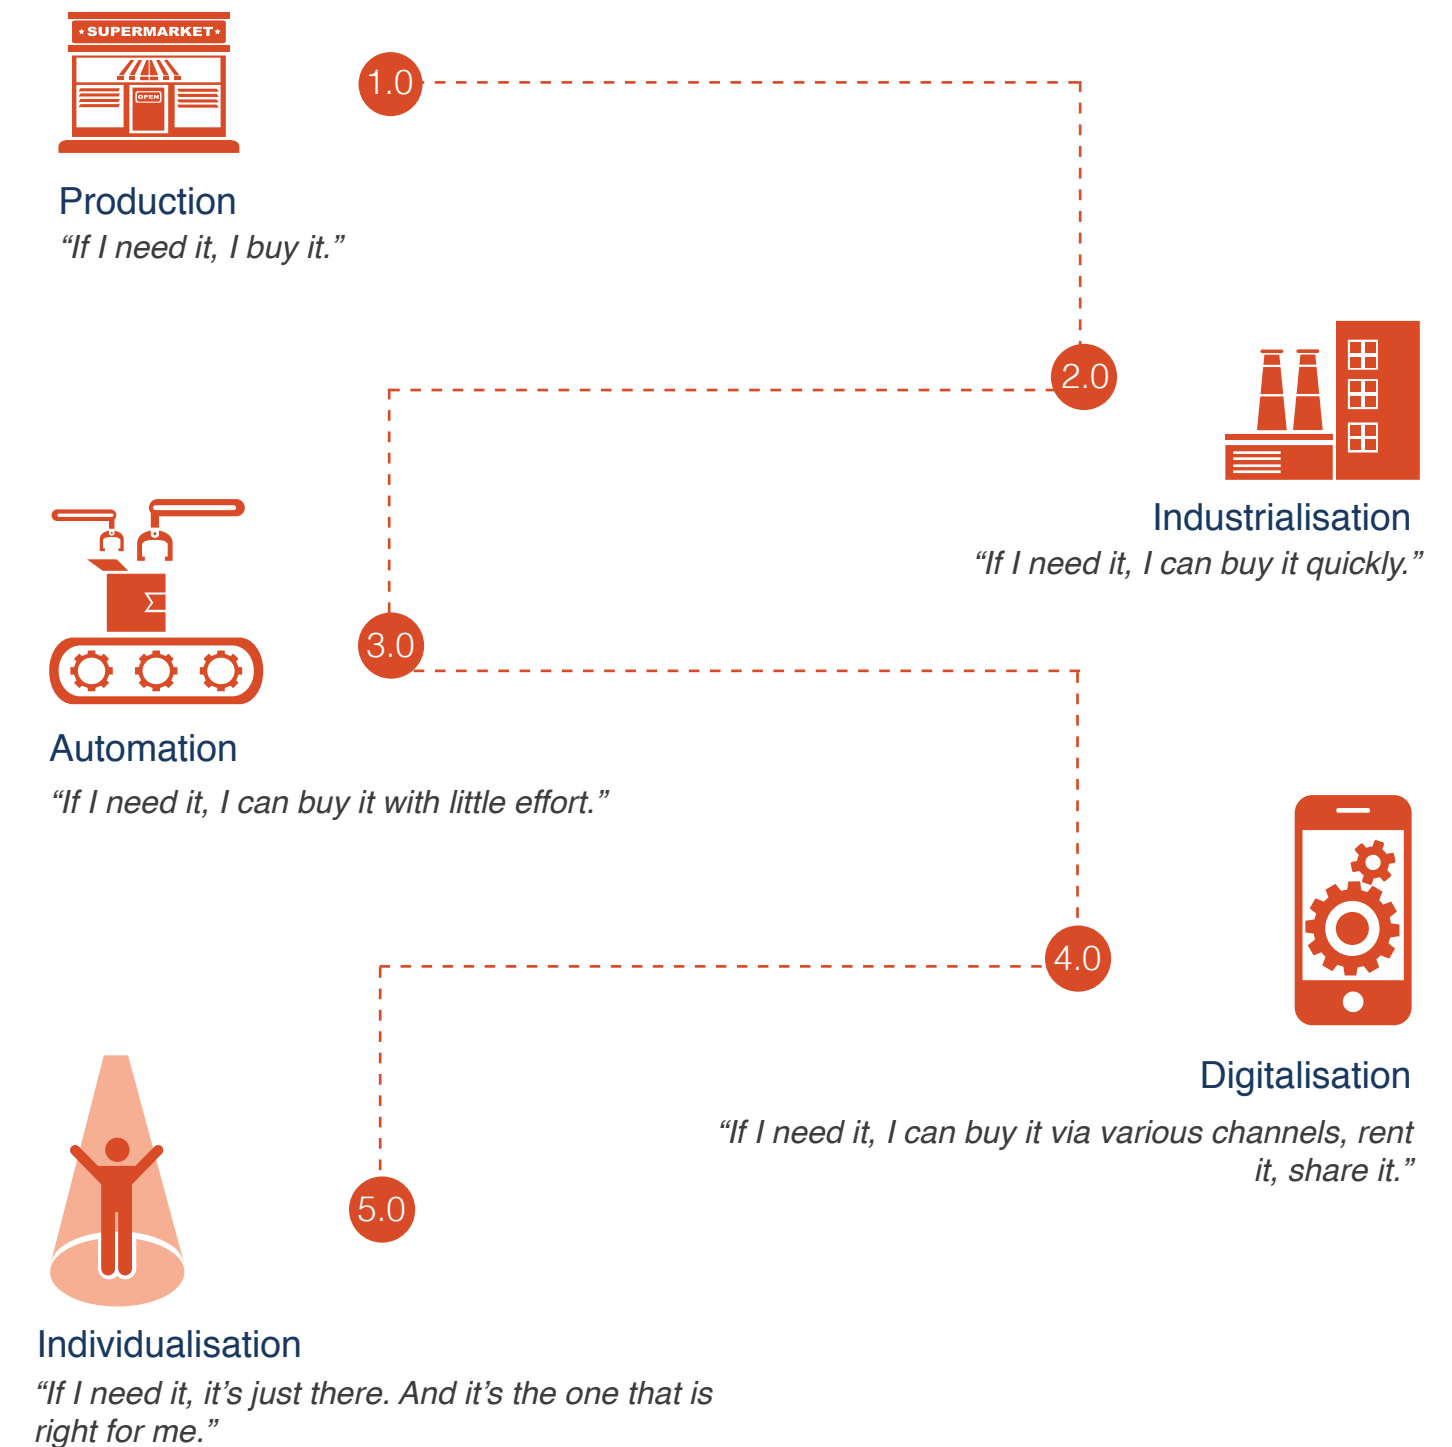 ★SUPERMARKET★
OPEN
1.0
Production
“If I need it, I buy it.”
2.0
Industrialisation
“If I need it, I can buy it quickly.”
3.0
Automation
“If I need it, I can buy it with little effort.”
4.0
Digitalisation
“If I need it, I can buy it via various channels, rent
it, share it.”
5.0
Individualisation
“If I need it, it’s just there. And it’s the one that is
right for me.”